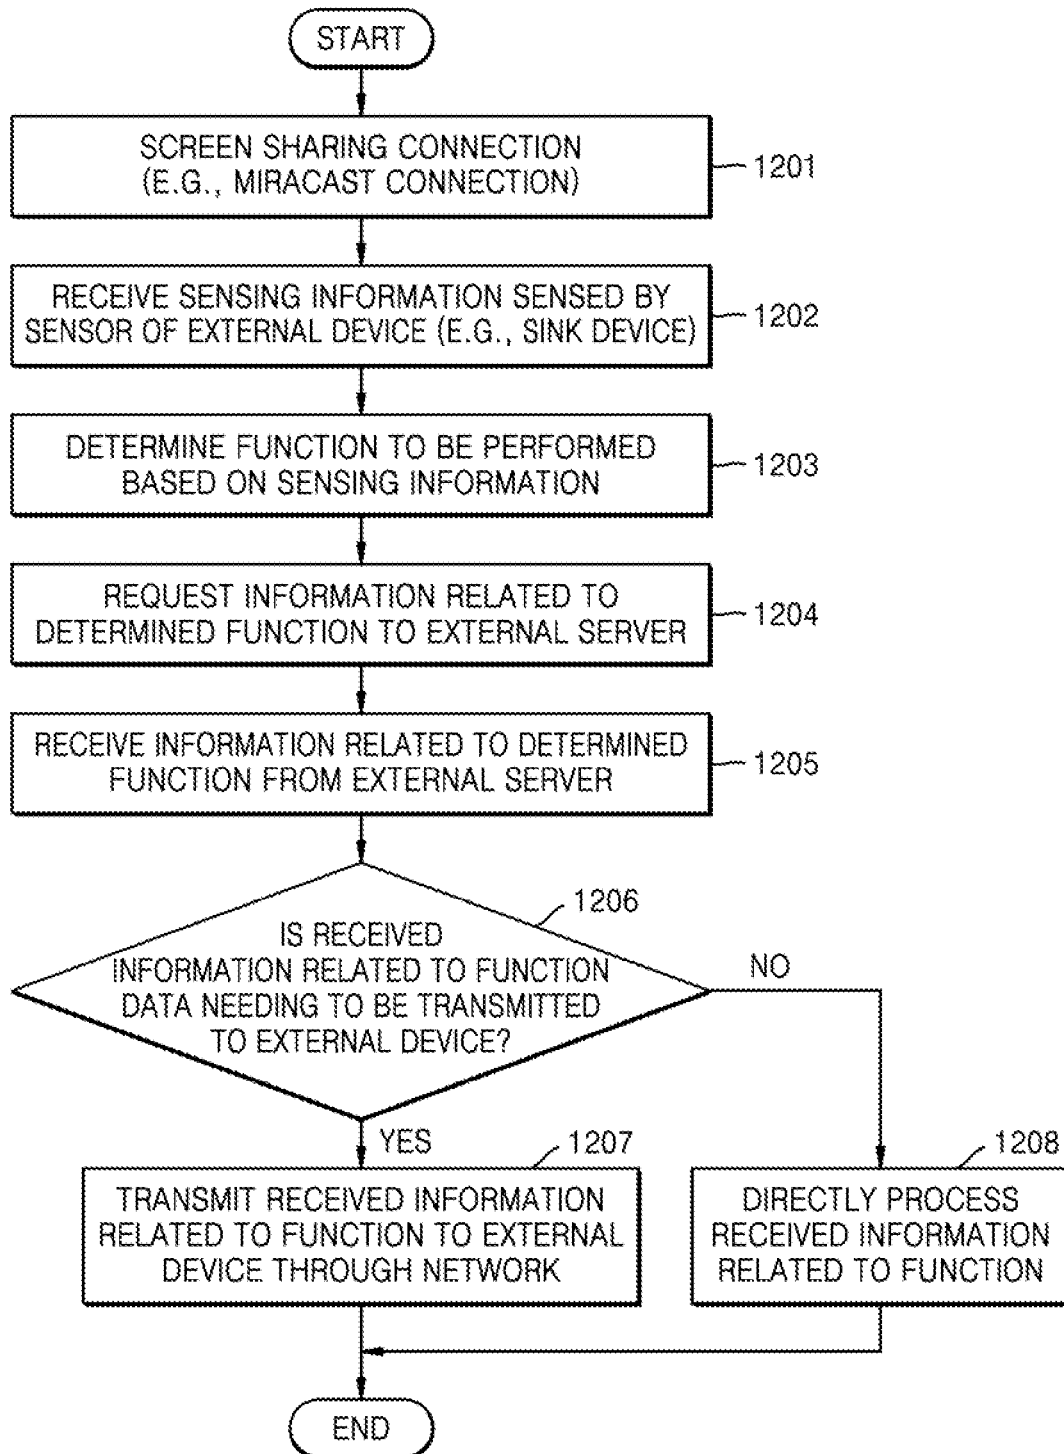 START
SCREEN SHARING CONNECTION
(E.G., MIRACAST CONNECTION)
1201
RECEIVE SENSING INFORMATION SENSED BY
SENSOR OF EXTERNAL DEVICE (E.G., SINK DEVICE)
1202
DETERMINE FUNCTION TO BE PERFORMED
BASED ON SENSING INFORMATION
1203
REQUEST INFORMATION RELATED TO
DETERMINED FUNCTION TO EXTERNAL SERVER
1204
RECEIVE INFORMATION RELATED TO DETERMINED
FUNCTION FROM EXTERNAL SERVER
1205
1206
IS RECEIVED
INFORMATION RELATED TO FUNCTION
DATA NEEDING TO BE TRANSMITTED
TO EXTERNAL DEVICE?
NO
YES
1207
TRANSMIT RECEIVED INFORMATION
RELATED TO FUNCTION TO EXTERNAL
DEVICE THROUGH NETWORK
1208
DIRECTLY PROCESS
RECEIVED INFORMATION
RELATED TO FUNCTION
END